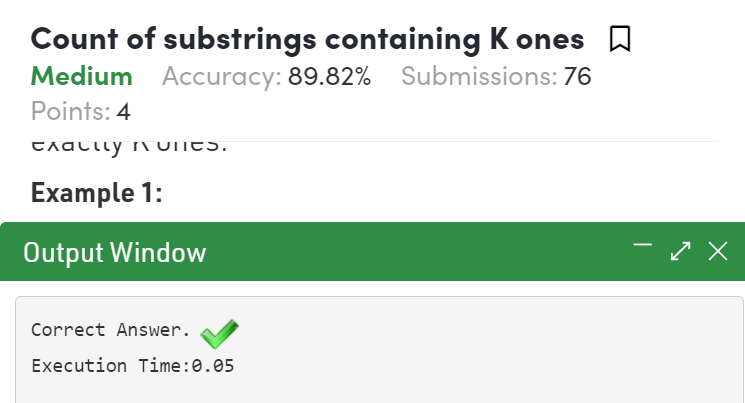 Count of substrings containing K ones
Medium Accuracy: 89.82% Submissions: 76
Points: 4
exactly K ones.
Example 1:
Output Window
Correct Answer.
Execution Time:0.05